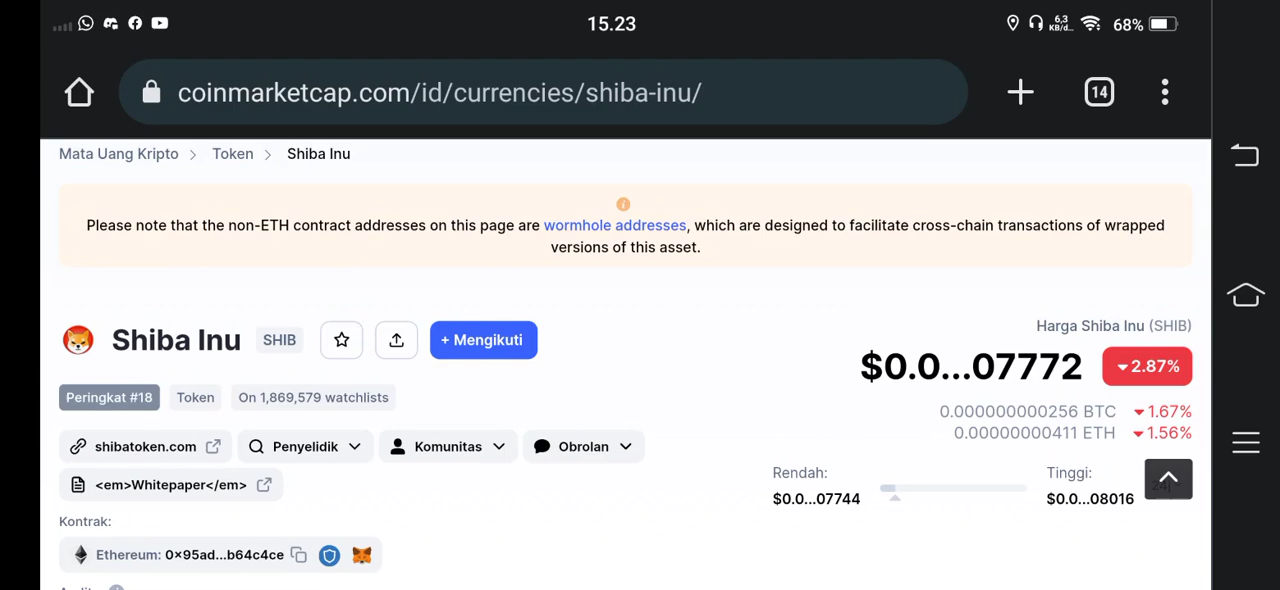 15.23
6,3
KB/d...
68%
coinmarketcap.com/id/currencies/shiba-inu/
14
Mata Uang Kripto > Token > Shiba Inu
Please note that the non-ETH contract addresses on this page are wormhole addresses, which are designed to facilitate cross-chain transactions of wrapped
versions of this asset.
Harga Shiba Inu (SHIB)
Shiba Inu SHIB + Mengikuti
$0.0...07772 2.87%
Peringkat #18 Token On 1,869,579 watchlists
0.000000000256 BTC 1.67%
0.00000000411 ETH 1.56%
shibatoken.com Penyelidik Komunitas Obrolan
Rendah: Tinggi:
$0.0...07744 $0.0...08016
<em>Whitepaper</em>
Kontrak:
Ethereum: 0x95ad...b64c4ce